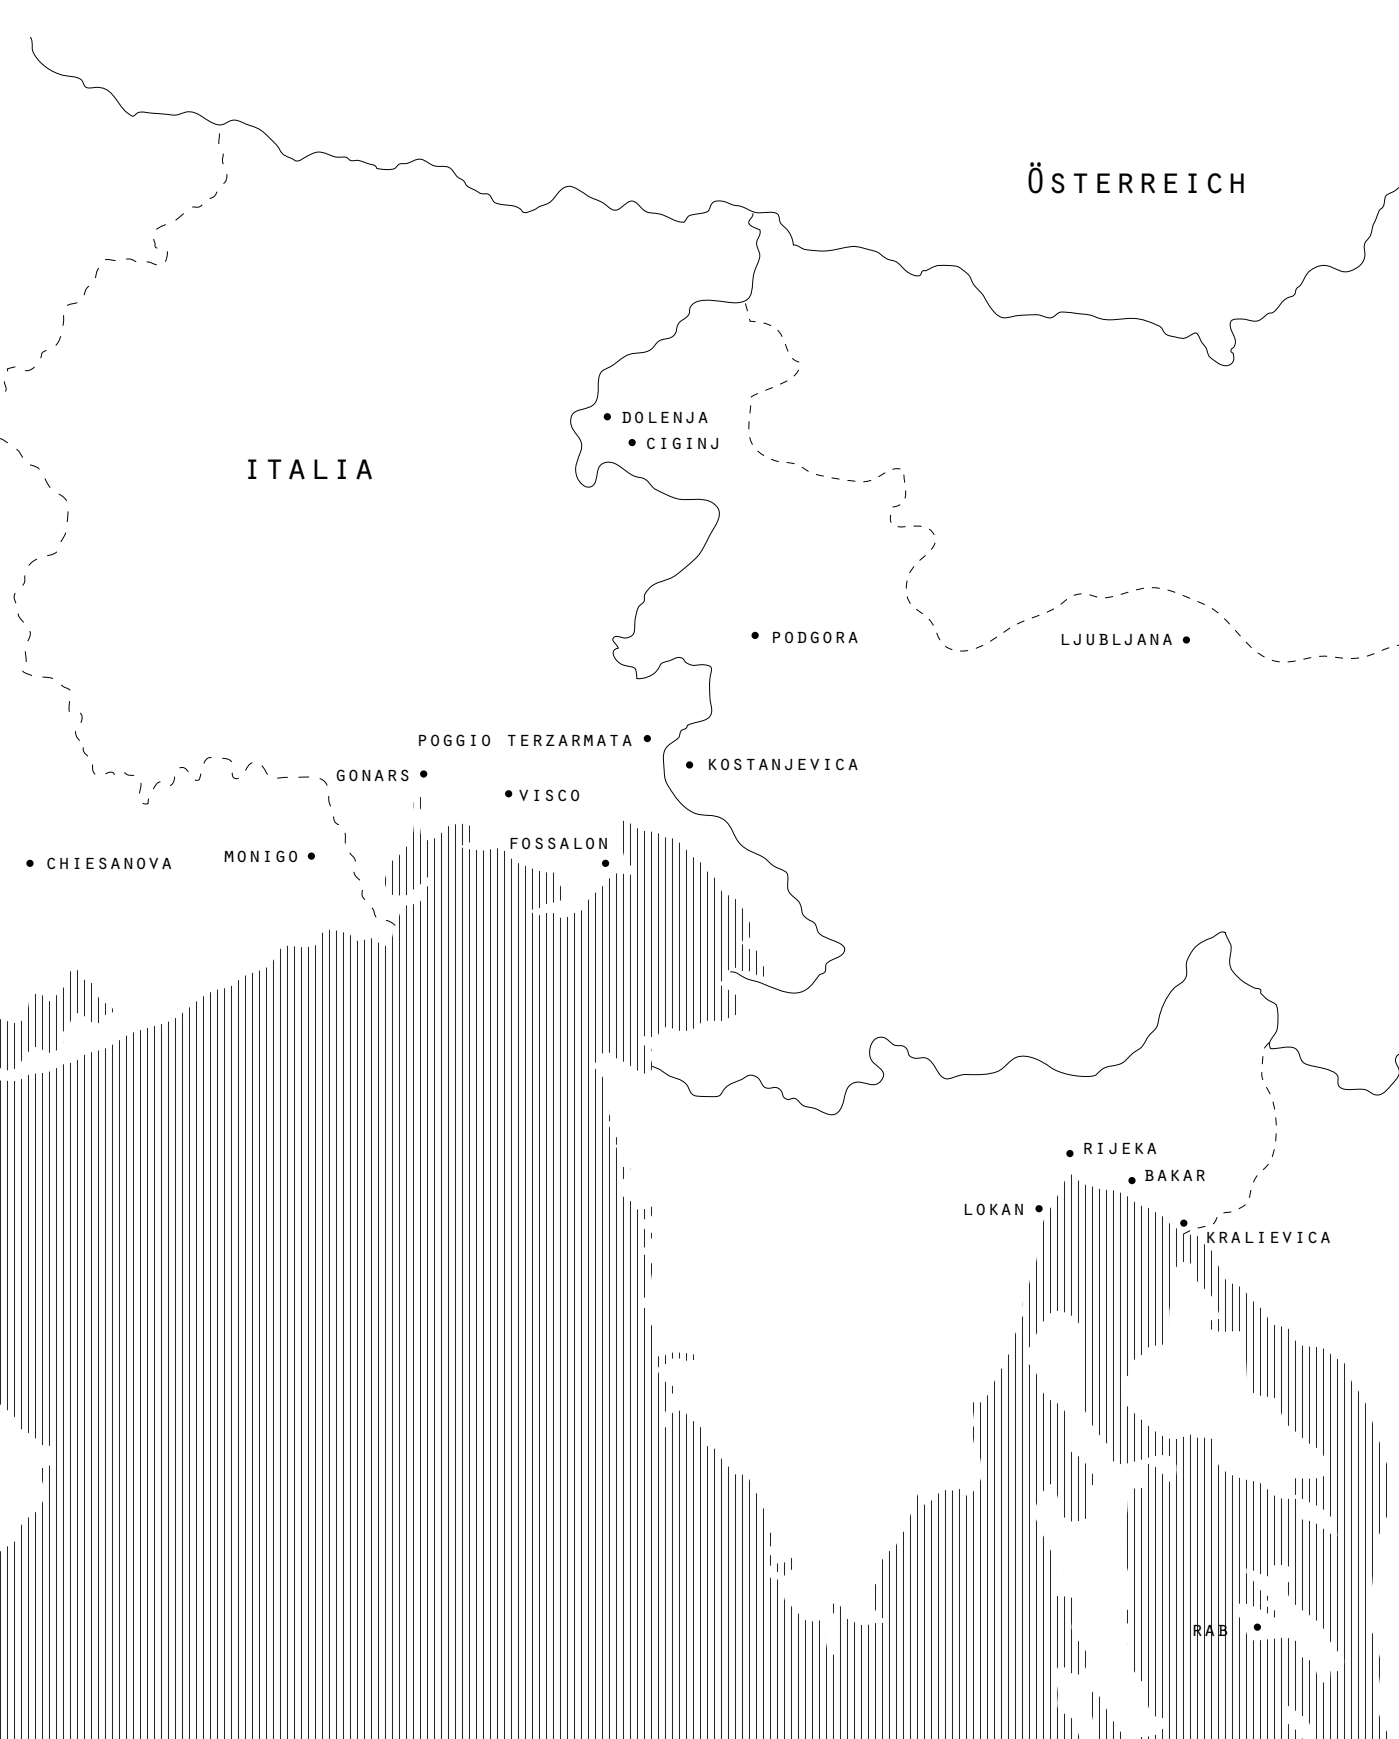 ÖSTERREICH
DOLENJA
CIGINJ
ITALIA
PODGORA
LJUBLJANA
POGGIO TERZARMATA
KOSTANJEVICA
GONARS
VISCO
FOSSALON
MONIGO
CHIESANOVA
RIJEKA
BAKAR
LOKAN
KRALIEVICA
RAB